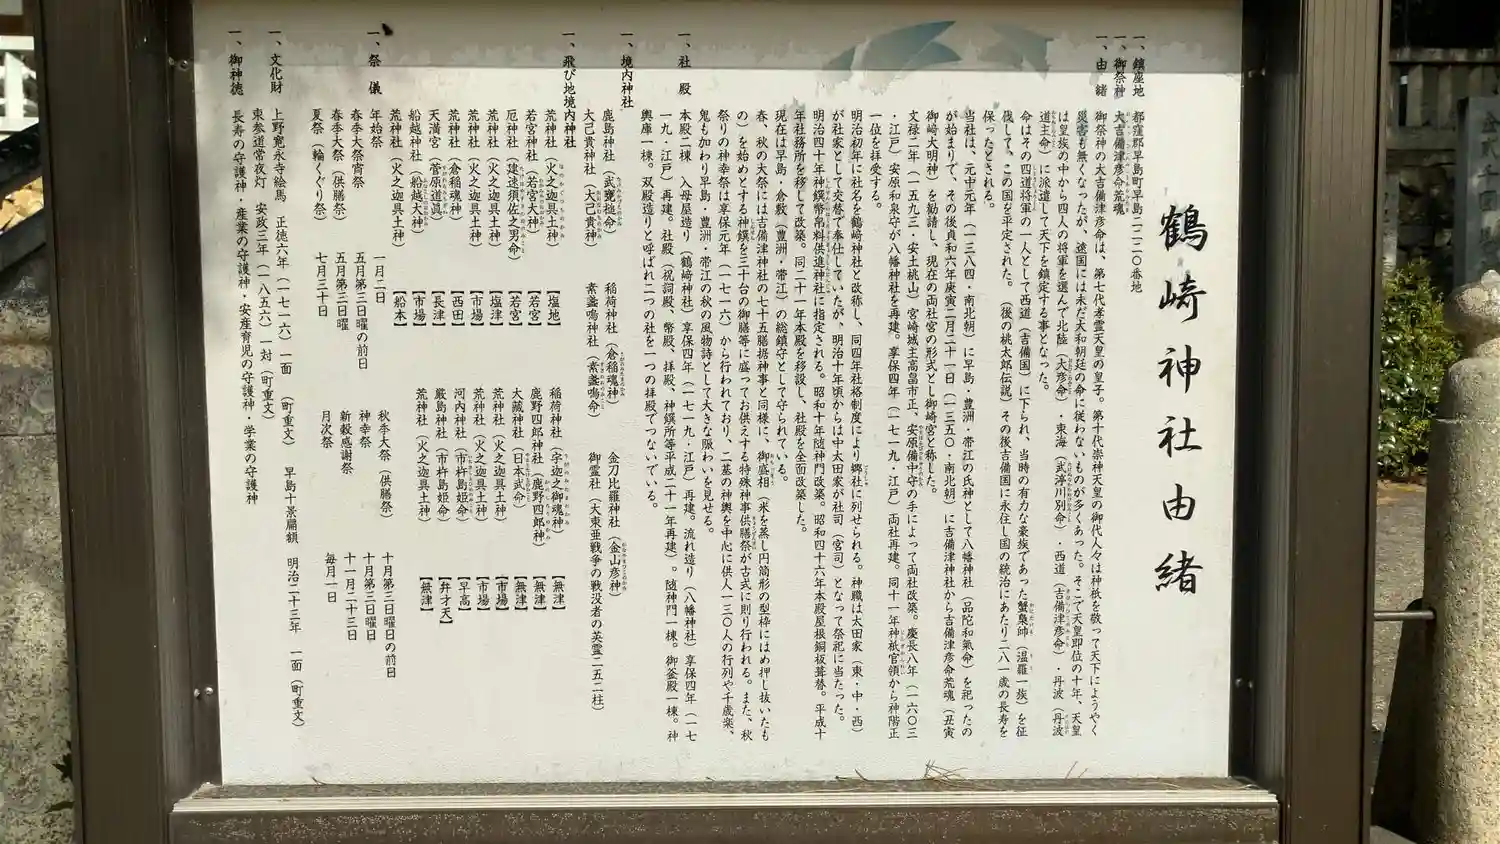 鶴崎神社由緒
一、鎮座地　都窪郡早島町早島二二二〇番地
一、御祭神　大吉備津彦命荒魂
一、由　緒　御祭神の大吉備津彦命は、第七代孝霊天皇の皇子。第十代崇神天皇の御代人々は神祇を敬って天下にようやく
災害も無くなったが、遠国には未だ大和朝廷の命に従わないものが多くあった。そこで天皇即位の十年、天皇
は皇族の中から四人の将軍を選んで北陸（大彦命）・東海（武渟川別命）・西道（吉備津彦命）・丹波（丹波
道主命）に派遣して天下を鎮定する事となった。
命はその四道将軍の一人として西道（吉備国）に下られ、当時の有力な豪族であった蟹梟帥（温羅一族）を征
伐して、この国を平定された。（後の桃太郎伝説）その後吉備国に永住し国の統治にあたり二八一歳の長寿を
保ったとされる。
当社は、元中元年（一三八四・南北朝）に早島・豊洲・帯江の氏神として八幡神社（品陀和氣命）を祀ったの
が始まりで、その後貞和六年庚寅二月二十一日（一三五〇・南北朝）に吉備津神社から吉備津彦命荒魂（丑寅
御崎大明神）を勧請し、現在の両社宮の形式とし御崎宮と称した。
文禄二年（一五九三・安土桃山）宮崎城主高畠市正、安原備中守の手によって両社改築。慶長八年（一六〇三
・江戸）安原和泉守が八幡神社を再建。享保四年（一七一九・江戸）両社再建。同十一年神祇官領から神階正
一位を拝受する。
明治初年に社名を鶴崎神社と改称し、同四年社格制度により郷社に列せられる。神職は太田家（東・中・西）
が社家として交替で奉仕していたが、明治十年頃からは中太田家が社司（宮司）となって祭祀に当たった。
明治四十年神饌幣帛料供進神社に指定される。昭和十年随神門改築。昭和四十六年本殿屋根銅板葺替。平成十
年社務所を移して改築。同二十一年本殿を移設し、社殿を全面改築した。
現在は早島・倉敷（豊洲・帯江）の総鎮守として守られている。
春、秋の大祭には吉備津神社の七十五膳据神事と同様に、御盛相（米を蒸し円筒形の型枠にはめ押し抜いたも
の）を始めとする神饌を三十台の御膳等に盛ってお供えする特殊神事供膳祭が古式に則り行われる。また、秋
祭りの神幸祭は享保元年（一七一六）から行われており、二基の神輿を中心に供人一三〇人の行列や千歳楽、
鬼も加わり早島・豊洲・帯江の秋の風物詩として大きな賑わいを見せる。
一、社　殿　本殿二棟　入母屋造り（鶴崎神社）享保四年（一七一九・江戸）再建。流れ造り（八幡神社）享保四年（一七
一九・江戸）再建。社殿（祝詞殿、幣殿、拝殿、神饌所等平成二十一年再建）。随神門一棟。御釜殿一棟。神
輿庫一棟。双殿造りと呼ばれ二つの社を一つの拝殿でつないでいる。
一、境内神社　鹿島神社（武甕槌命）　稲荷神社（倉稲魂神）　金刀比羅神社（金山彦神）
大己貴神社（大己貴神）　素盞嗚神社（素盞嗚命）　御霊社（大東亜戦争の戦没者の英霊二五二柱）
一、飛び地境内神社
荒神社（火之迦具土神）【塩地】　稲荷神社（宇迦之御魂神）【無津】
若宮神社（若宮大神）【若宮】　鹿野四郎神社（鹿野四郎神）【無津】
厄神社（建速須佐之男命）【若宮】　大蔵神社（日本武命）【無津】
荒神社（火之迦具土神）【塩津】　荒神社（火之迦具土神）【市場】
荒神社（火之迦具土神）【市場】　荒神社（火之迦具土神）【市場】
荒神社（倉稲魂神）【西田】　河内神社（市杵島姫命）【早高】
天満宮（菅原道眞）【長津】　厳島神社（市杵島姫命）【弁才天】
船越神社（船越大神）【市場】　荒神社（火之迦具土神）【無津】
荒神社（火之迦具土神）【船本】
一、祭　儀　年始祭　一月二日　秋季大祭（供膳祭）　十月第三日曜日の前日
春季大祭宵祭　五月第三日曜の前日　神幸祭　十月第三日曜日
春季大祭（供膳祭）　五月第三日曜　新穀感謝祭　十一月二十三日
夏祭（輪くぐり祭）　七月三十日　月次祭　毎月一日
一、文化財　上野寛永寺絵馬　正徳六年（一七一六）一面　（町重文）　早島十景扁額　明治二十三年　一面（町重文）
東参道常夜灯　安政三年（一八五六）一対（町重文）
一、御神徳　長寿の守護神・産業の守護神・安産育児の守護神・学業の守護神